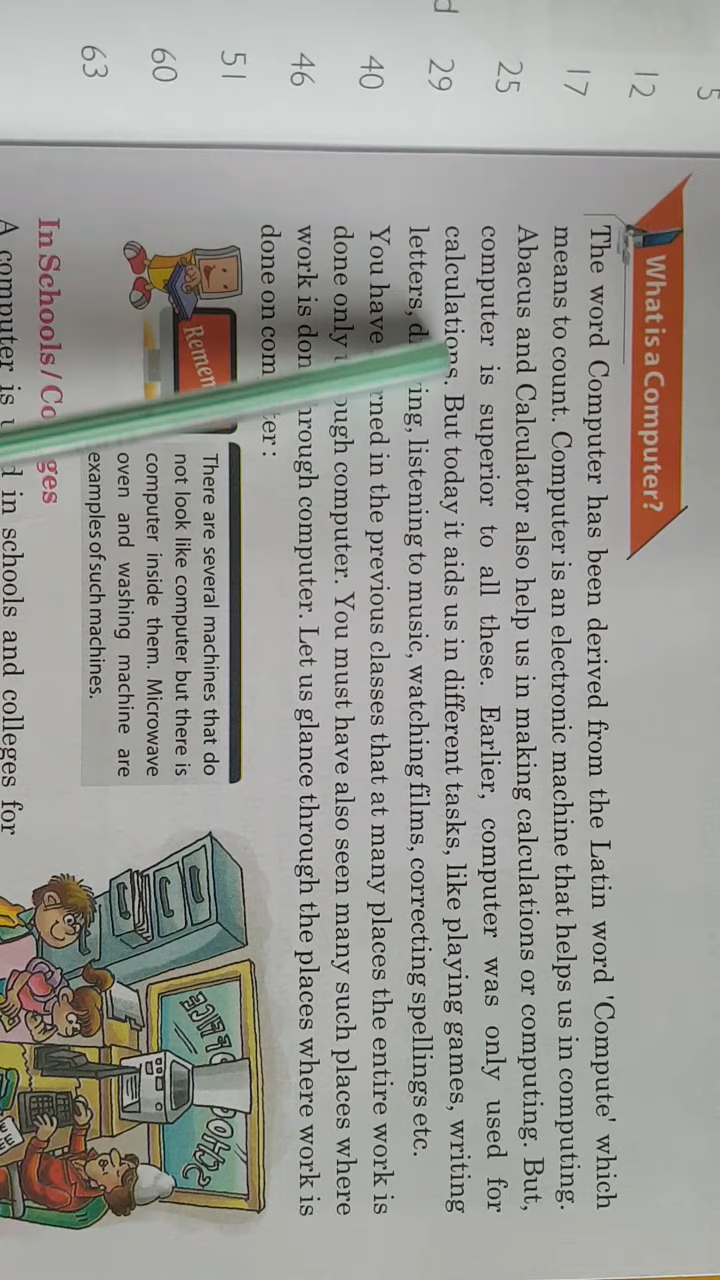 5
12
17
25
29
40
46
51
60
63
d
What is a Computer?
The word Computer has been derived from the Latin word 'Compute' which
means to count. Computer is an electronic machine that helps us in computing.
Abacus and Calculator also help us in making calculations or computing. But,
computer is superior to all these. Earlier, computer was only used for
calculations. But today it aids us in different tasks, like playing games, writing
letters, ring, listening to music, watching films, correcting spellings etc.
You have rned in the previous classes that at many places the entire work is
done only ough computer. You must have also seen many such places where
work is don hrough computer. Let us glance through the places where work is
done on com ter:
Remem
There are several machines that do
not look like computer but there is
computer inside them. Microwave
oven and washing machine are
examples of such machines.
In Schools/Co ges
A computer is d in schools and colleges for